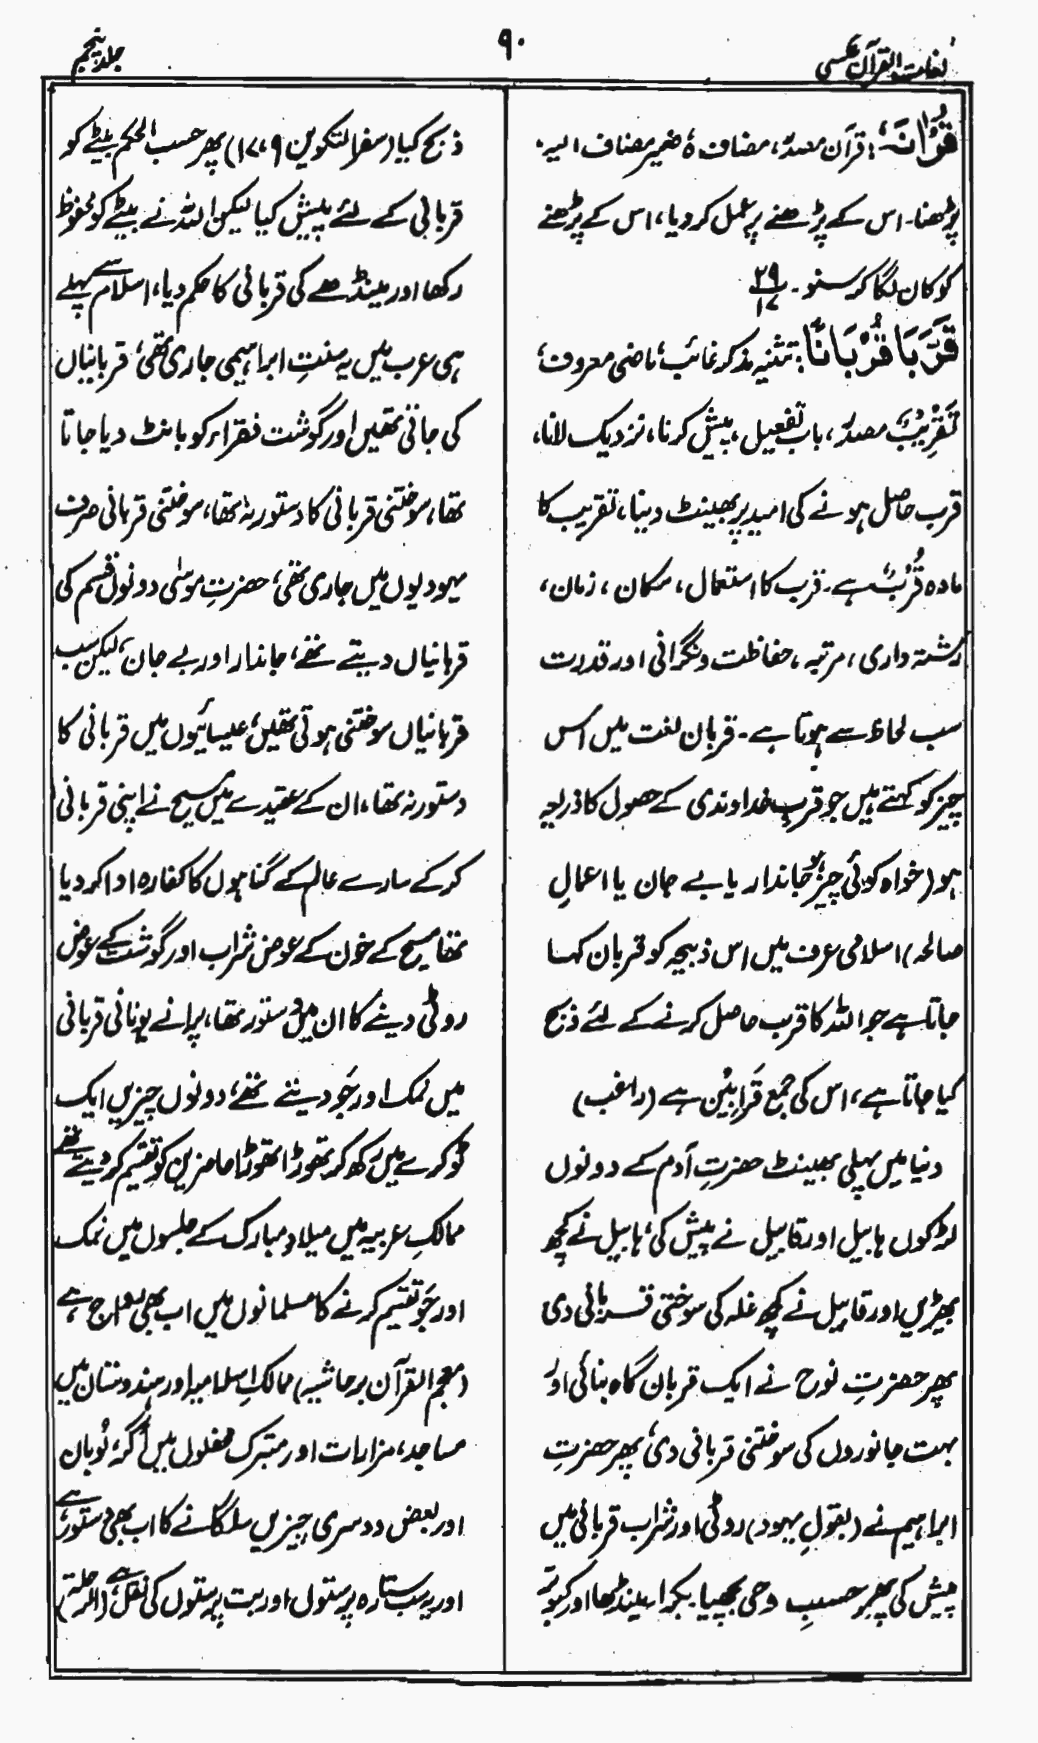 لغات القرآن عکسی
۹۰
جلد پنجم
قُرْاٰنَہٗ: قرآن مصدر، مضاف ہٗ ضمیر مضاف الیہ،
پڑھنا۔ اس کے پڑھنے پر عمل کر دیا، اس کے پڑھنے
کو کان لگا کر سنو۔ ۲۹/۱۷
قَرَّبَا قُرْبَانًا: تثنیہ مذکر غائب، ماضی معروف،
تَقْرِیْبٌ مصدر، باب تفعیل، پیش کرنا، نزدیک لانا،
قرب حاصل ہونے کی امید پر بھینٹ دینا، تقریب کا
مادہ قُرْبٌ ہے۔ قرب کا استعمال، مکان، زمان،
رشتہ داری، مرتبہ، حفاظت و نگرانی اور قدرت
سب لحاظ سے ہوتا ہے۔ قربان لغت میں اس
چیز کو کہتے ہیں جو قربِ خداوندی کے حصول کا ذریعہ
ہو (خواہ کوئی چیز ہو جاندار یا بے جان یا اعمالِ
صالحہ) اسلامی عرف میں اس ذبیحہ کو قربان کہا
جاتا ہے جو اللہ کا قرب حاصل کرنے کے لئے ذبح
کیا جاتا ہے، اس کی جمع قَرَابِیْن ہے (راغب)
دنیا میں پہلی بھینٹ حضرتِ آدم کے دونوں
لڑکوں ہابیل اور قابیل نے پیش کی، ہابیل نے کچھ
بھیڑیں اور قابیل نے کچھ غلہ کی سوختنی قربانی دی
پھر حضرتِ نوح نے ایک قربان گاہ بنائی اور
بہت جانوروں کی سوختنی قربانی دی، پھر حضرتِ
ابراہیم نے (بقولِ یہود) روٹی اور شراب قربانی میں
پیش کی پھر حسبِ وحی بچھیا بکرا مینڈھا اور کبوتر
ذبح کیا (سفر التکوین ۱۷،۹) پھر حسب الحکم بیٹے کو
قربانی کے لئے پیش کیا لیکن اللہ نے بیٹے کو محفوظ
رکھا اور مینڈھے کی قربانی کا حکم دیا، اسلام سے پہلے
ہی عرب میں یہ سنتِ ابراہیمی جاری تھی، قربانیاں
کی جاتی تھیں اور گوشت فقراء کو بانٹ دیا جاتا
تھا، سوختنی قربانی کا دستور نہ تھا، سوختنی قربانی صرف
یہودیوں میں جاری تھی، حضرتِ موسٰی دونوں قسم کی
قربانیاں دیتے تھے، جاندار اور بے جان، لیکن سب
قربانیاں سوختنی ہوتی تھیں، عیسائیوں میں قربانی کا
دستور نہ تھا، ان کے عقیدے میں مسیح نے اپنی قربانی
کر کے سارے عالم کے گناہوں کا کفارہ ادا کر دیا
تھا مسیح کے خون کے عوض شراب اور گوشت کے عوض
روٹی دینے کا ان میں دستور تھا، پرانے یونانی قربانی
میں نمک اور جَو دیتے تھے، دونوں چیزیں ایک
ٹوکرے میں رکھ کر تھوڑا تھوڑا حاضرین کو تقسیم کر دیتے تھے
ممالکِ عربیہ میں میلادِ مبارک کے جلسوں میں نمک
اور جَو تقسیم کرنے کا مسلمانوں میں اب بھی رواج ہے
(معجم القرآن بر حاشیہ) ممالکِ اسلامیہ اور ہندوستان میں
مساجد، مزارات اور متبرک محفلوں میں اگر، لُوبان
اور بعض دوسری چیزیں سلگانے کا اب بھی دستور ہے
اور یہ سب ستارہ پرستوں اور بت پرستوں کی نقل ہے